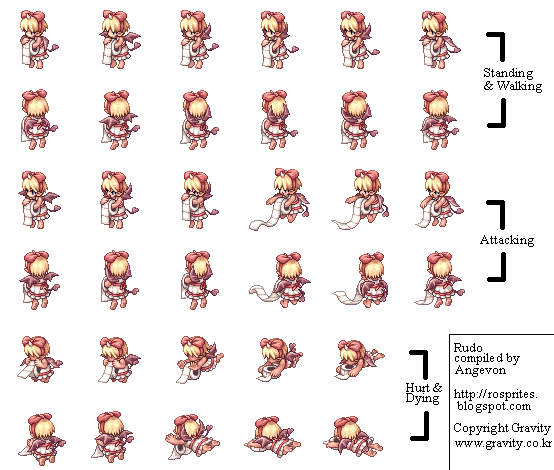 Standing
& Walking
Attacking
Hurt &
Dying
Rudo
compiled by
Angevon
http://rosprites.
blogspot.com
Copyright Gravity
www.gravity.co.kr